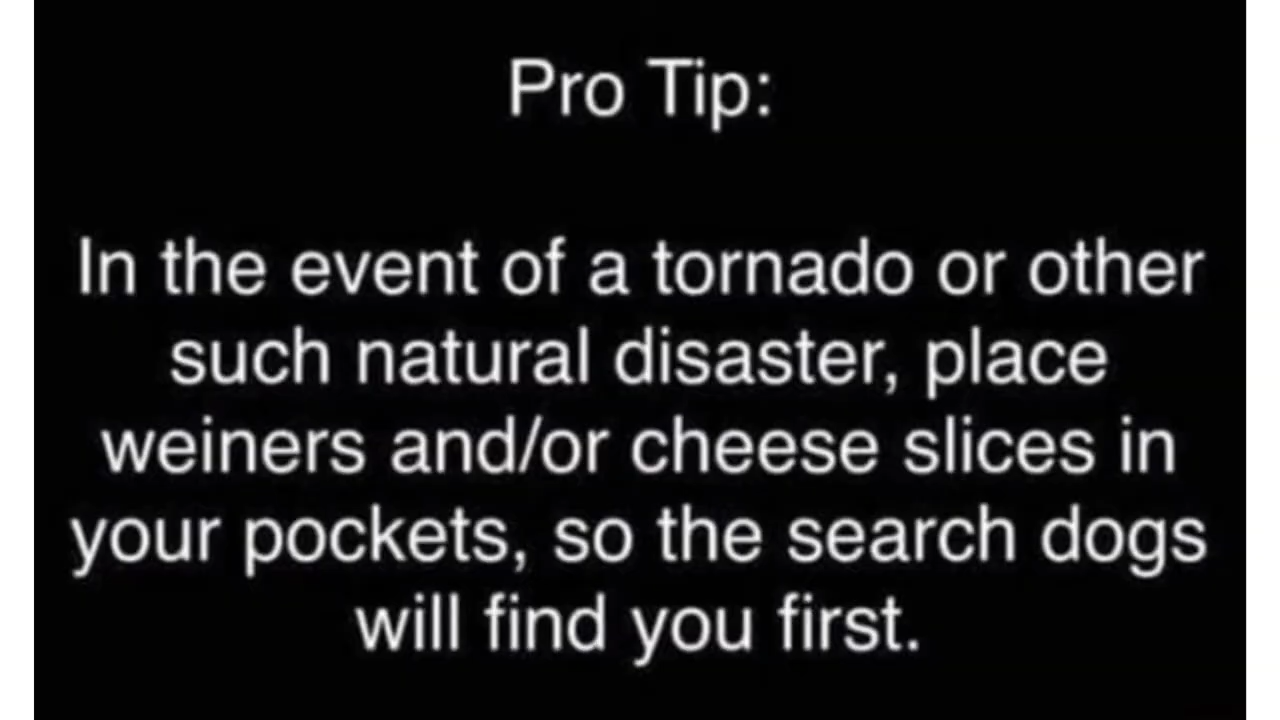 Pro Tip:
In the event of a tornado or other
such natural disaster, place
weiners and/or cheese slices in
your pockets, so the search dogs
will find you first.